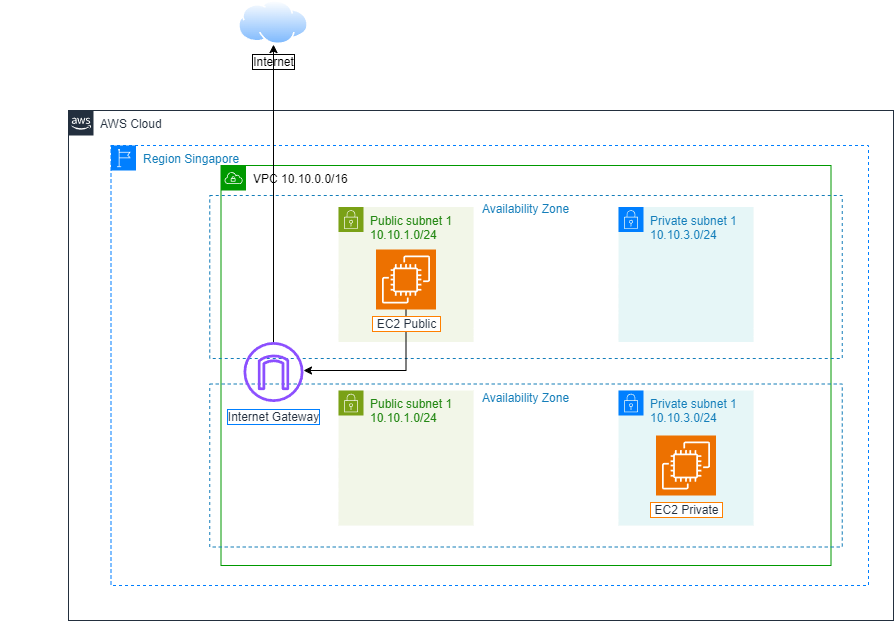 Internet
aws
AWS Cloud
Region Singapore
VPC 10.10.0.0/16
Public subnet 1
10.10.1.0/24
Availability Zone
Private subnet 1
10.10.3.0/24
EC2 Public
Internet Gateway
Public subnet 1
10.10.1.0/24
Availability Zone
Private subnet 1
10.10.3.0/24
EC2 Private